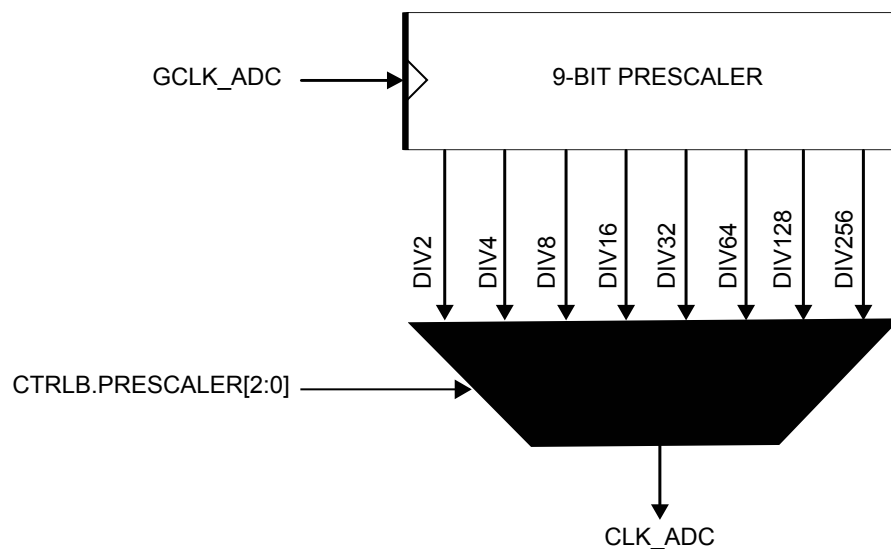 GCLK_ADC
9-BIT PRESCALER
DIV2
DIV4
DIV8
DIV16
DIV32
DIV64
DIV128
DIV256
CTRLB.PRESCALER[2:0]
CLK_ADC